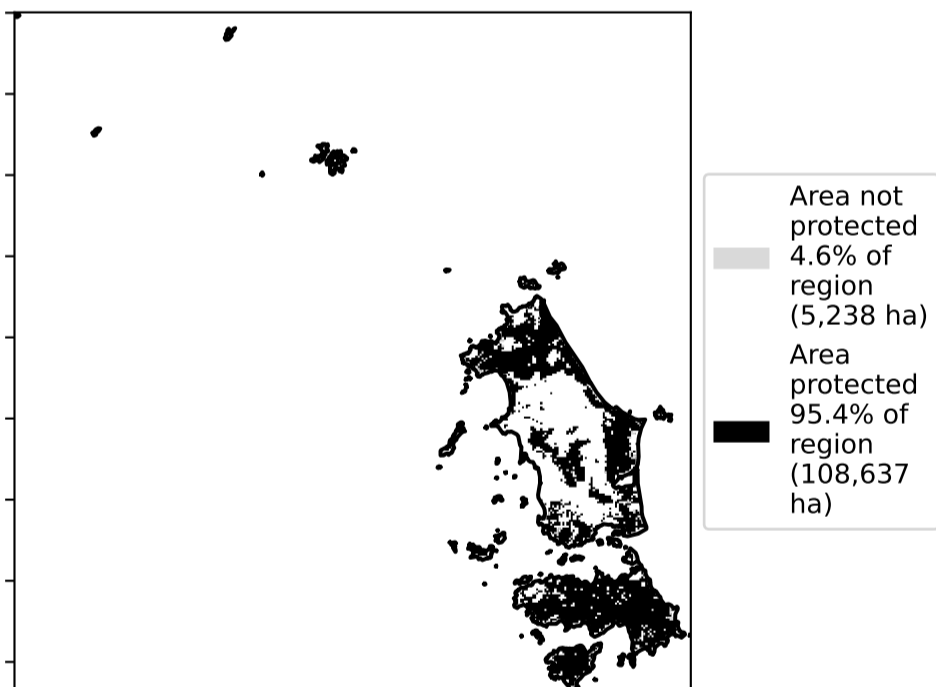 Area not
protected
4.6% of
region
(5,238 ha)
Area
protected
95.4% of
region
(108,637
ha)